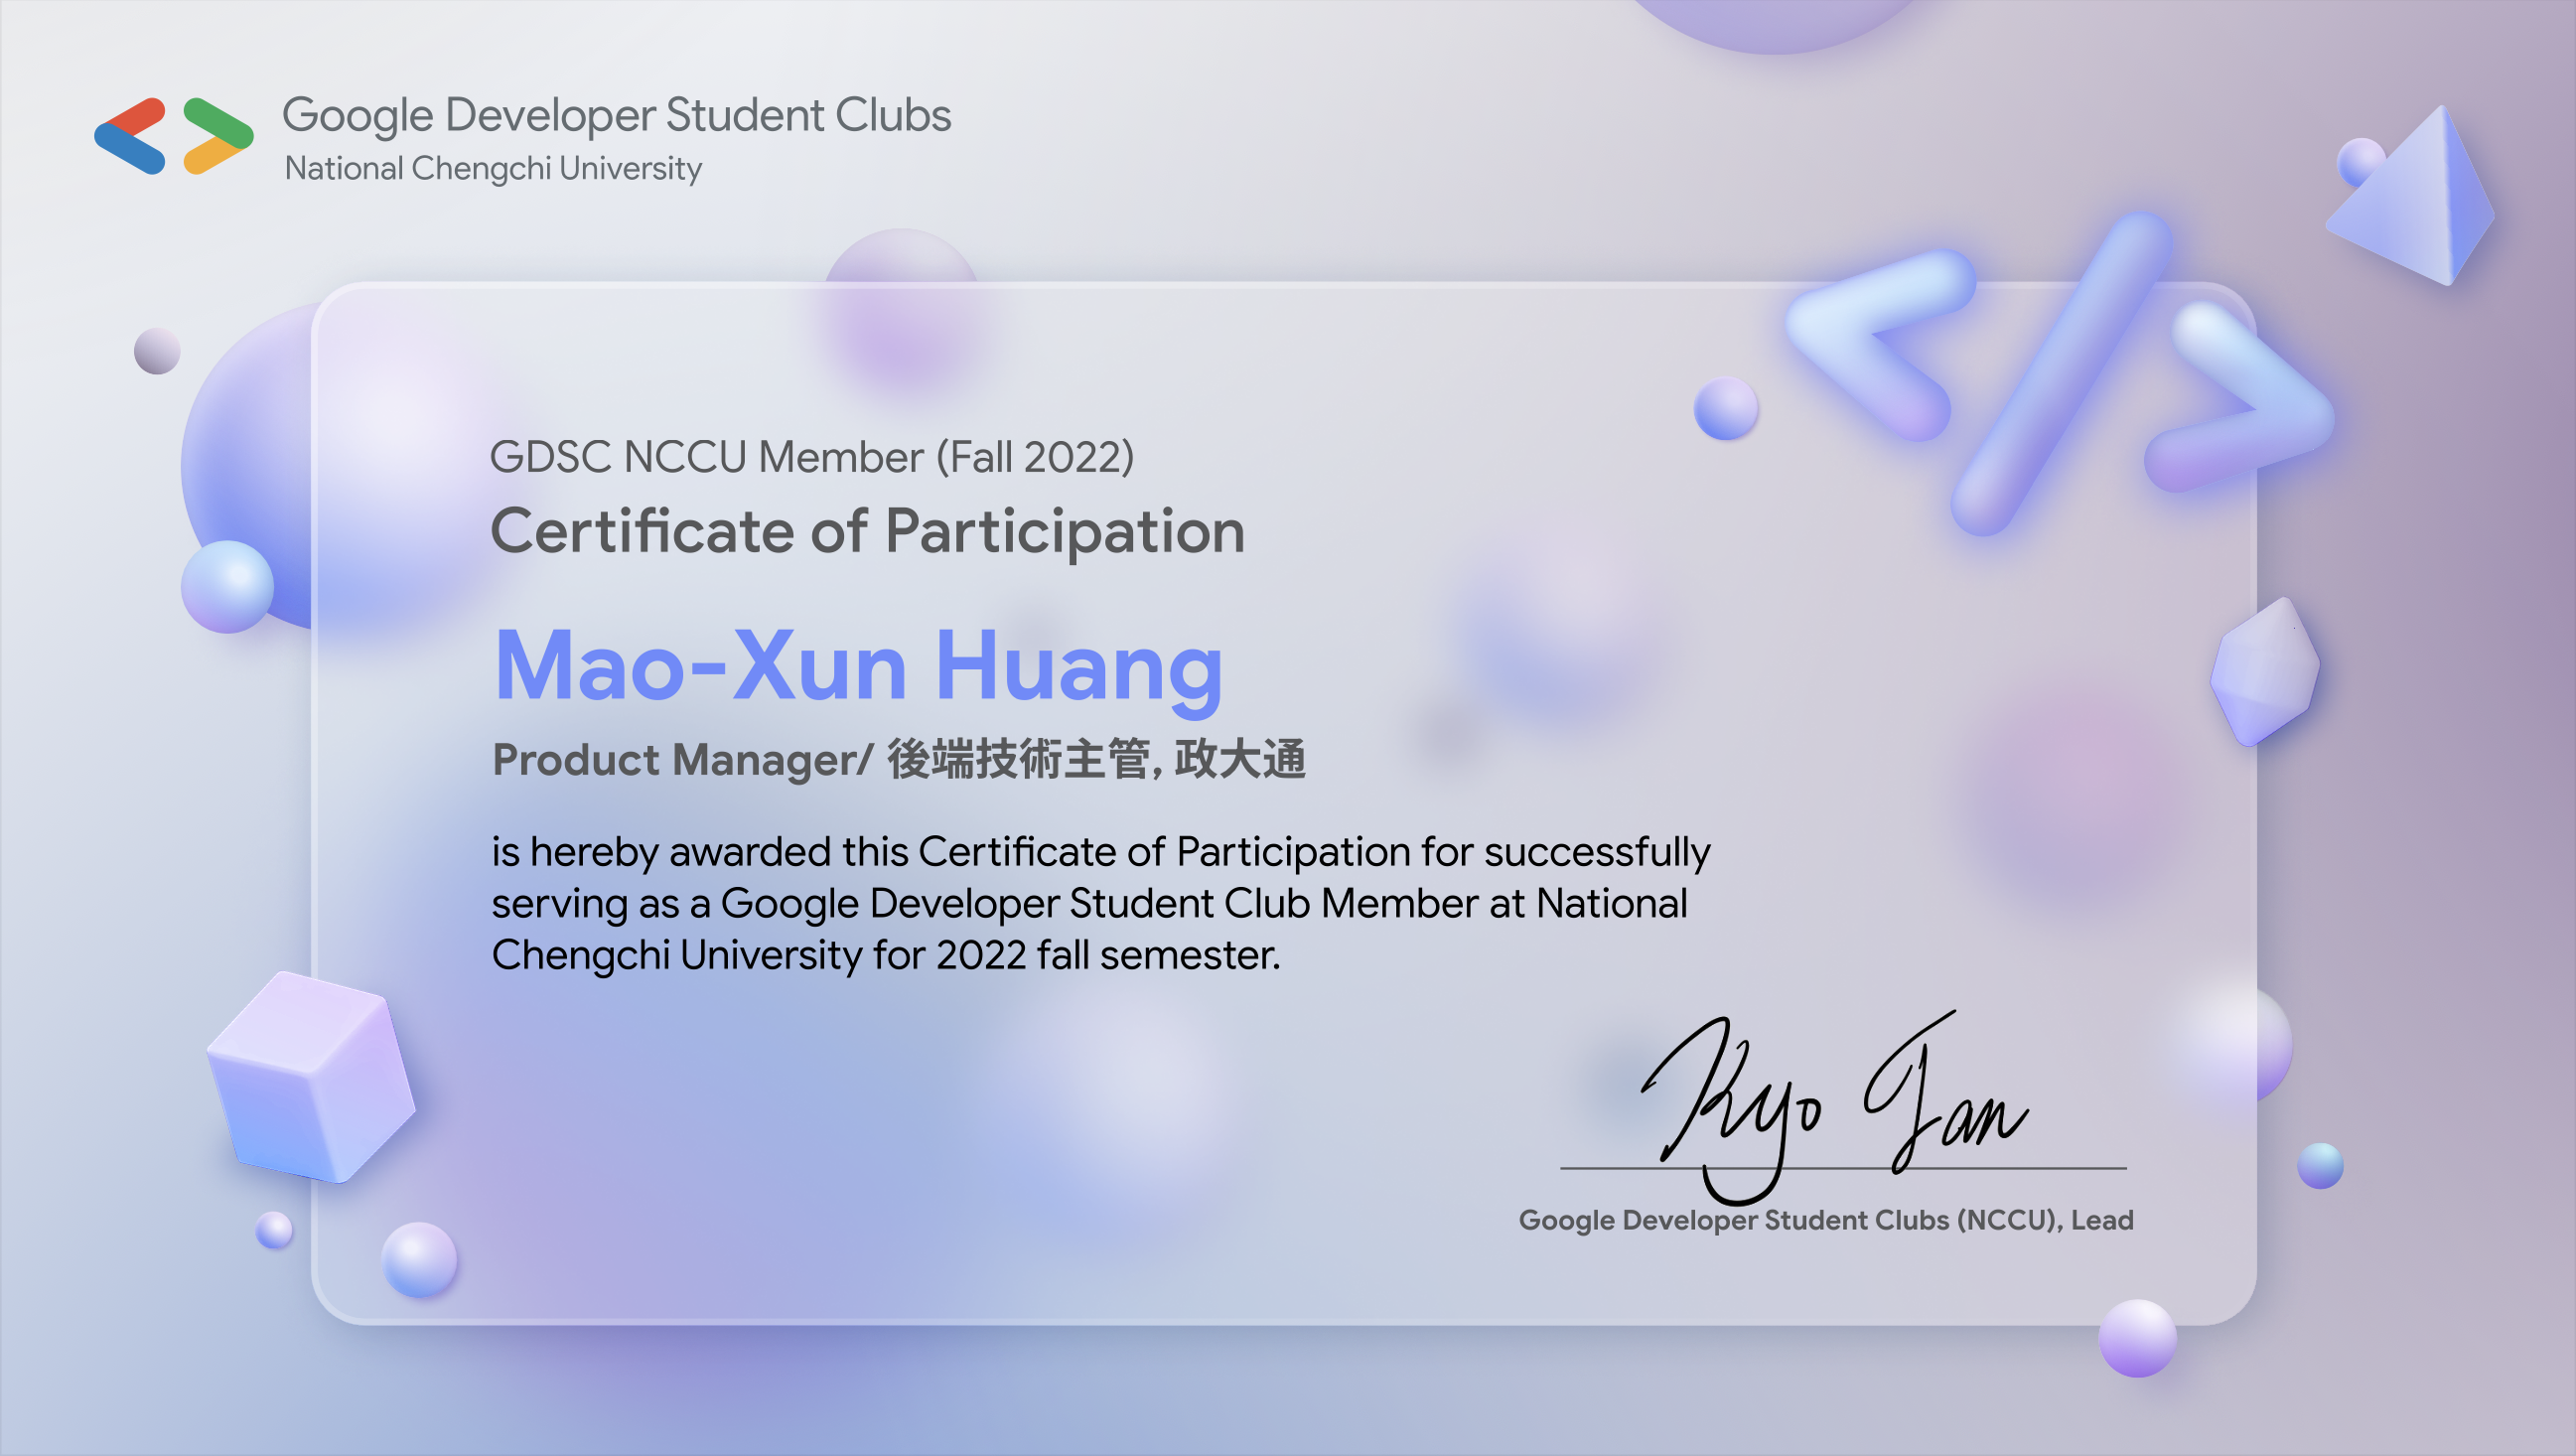 Google Developer Student Clubs
National Chengchi University
GDSC NCCU Member (Fall 2022)
Certificate of Participation
Mao-Xun Huang
Product Manager/ 後端技術主管, 政大通
is hereby awarded this Certificate of Participation for successfully
serving as a Google Developer Student Club Member at National
Chengchi University for 2022 fall semester.
Kyo Fan
Google Developer Student Clubs (NCCU), Lead